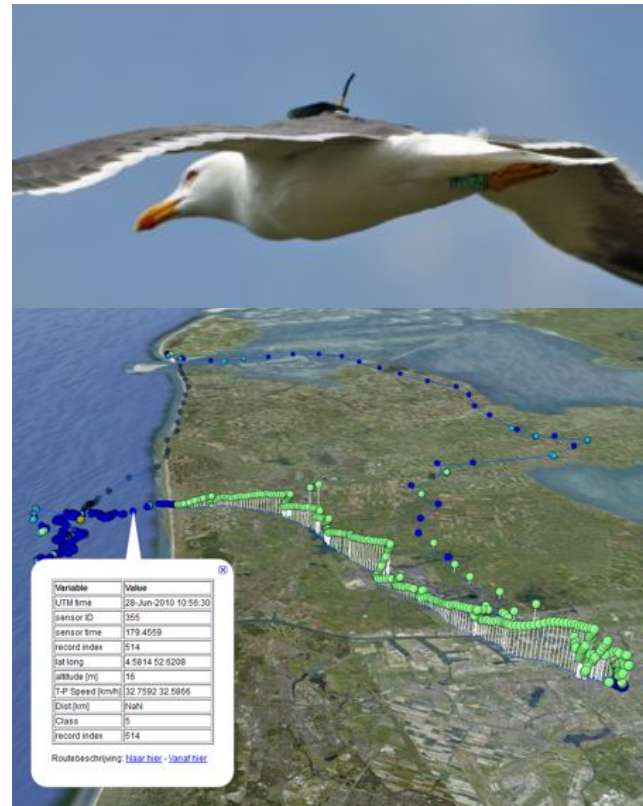 Variable Value
UTM time 28-Jun-2010 10:56:30
sensor ID 355
sensor time 179.4559
record index 514
lat long 4.5814 52.6208
altitude [m] 16
T-P Speed [km/h] 32.7592 32.5866
Dist [km] NaN
Class 5
record index 514
Routebeschrijving: Naar hier - Vanaf hier